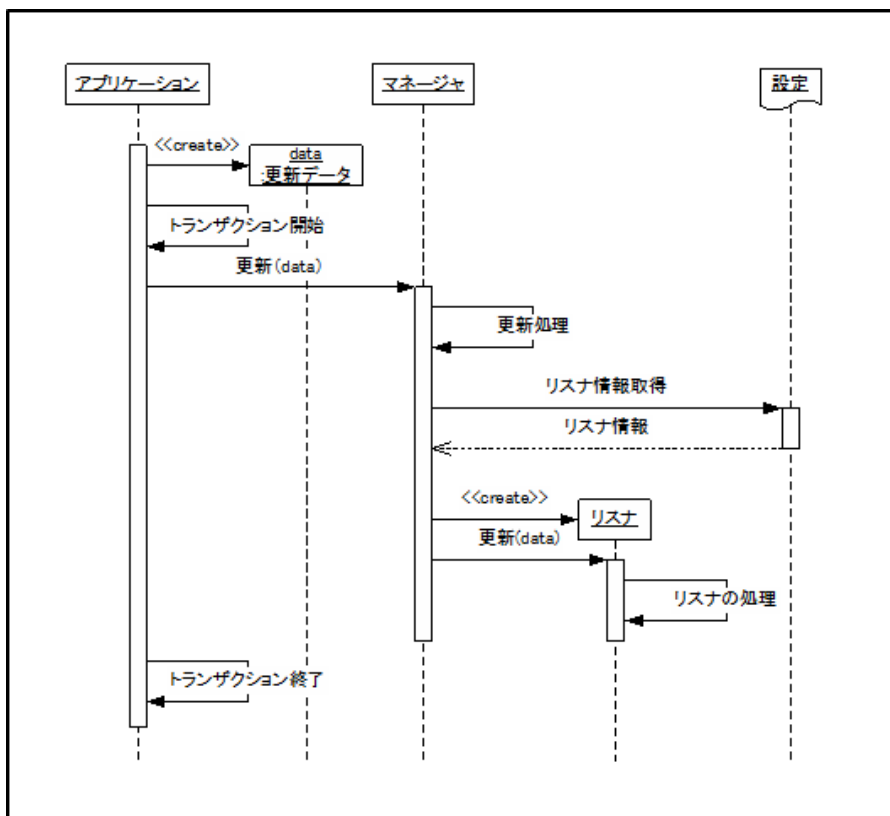 アプリケーション
マネージャ
設定
<<create>>
data
:更新データ
トランザクション開始
更新(data)
更新処理
リスナ情報取得
リスナ情報
<<create>>
リスナ
更新(data)
リスナの処理
トランザクション終了